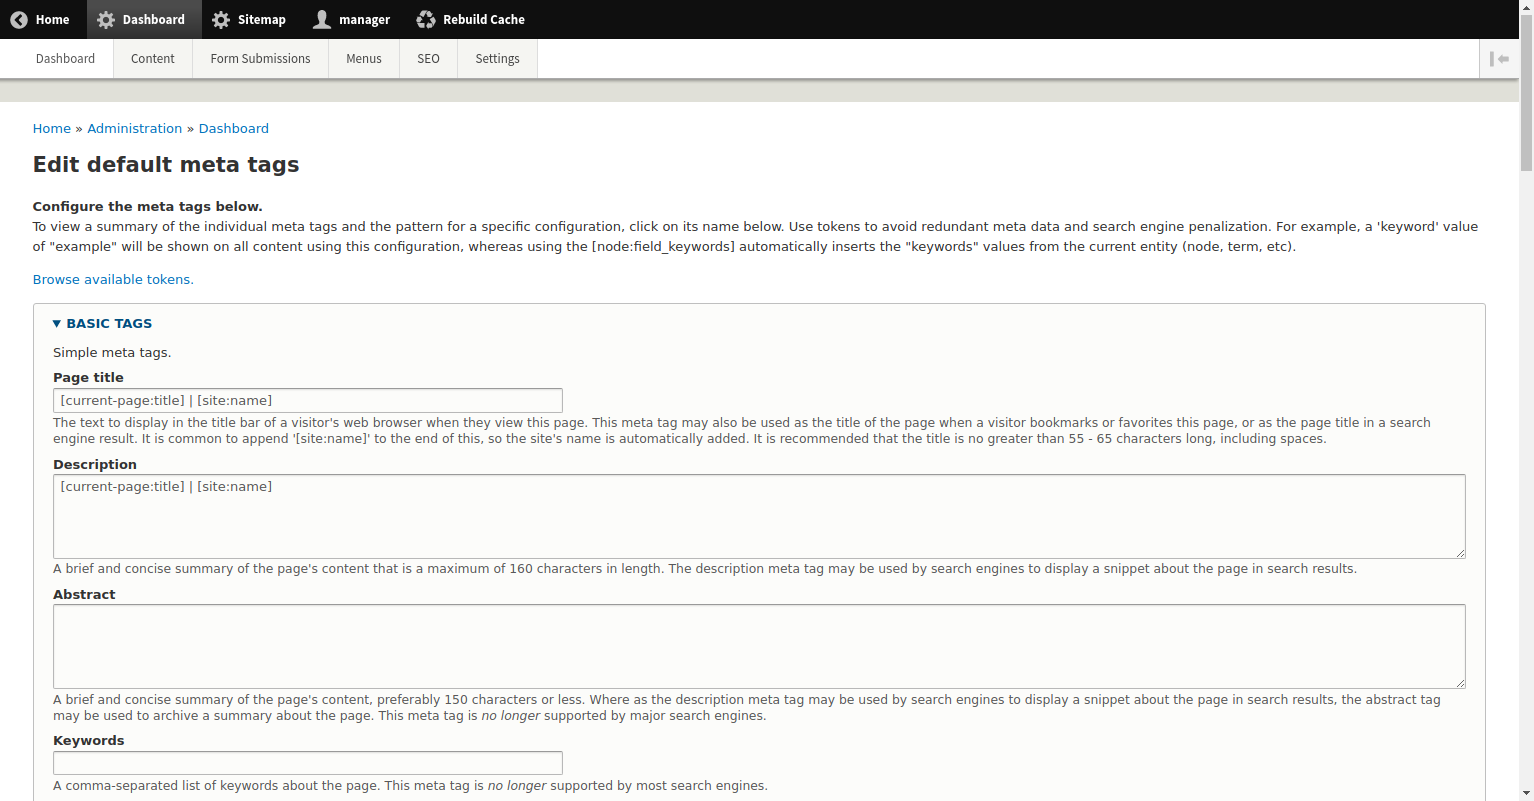 Home Dashboard Sitemap manager Rebuild Cache
Dashboard Content Form Submissions Menus SEO Settings
Home » Administration » Dashboard
Edit default meta tags
Configure the meta tags below.
To view a summary of the individual meta tags and the pattern for a specific configuration, click on its name below. Use tokens to avoid redundant meta data and search engine penalization. For example, a 'keyword' value
of "example" will be shown on all content using this configuration, whereas using the [node:field_keywords] automatically inserts the "keywords" values from the current entity (node, term, etc).
Browse available tokens.
▼ BASIC TAGS
Simple meta tags.
Page title
[current-page:title] | [site:name]
The text to display in the title bar of a visitor's web browser when they view this page. This meta tag may also be used as the title of the page when a visitor bookmarks or favorites this page, or as the page title in a search
engine result. It is common to append '[site:name]' to the end of this, so the site's name is automatically added. It is recommended that the title is no greater than 55 - 65 characters long, including spaces.
Description
[current-page:title] | [site:name]
A brief and concise summary of the page's content that is a maximum of 160 characters in length. The description meta tag may be used by search engines to display a snippet about the page in search results.
Abstract
A brief and concise summary of the page's content, preferably 150 characters or less. Where as the description meta tag may be used by search engines to display a snippet about the page in search results, the abstract tag
may be used to archive a summary about the page. This meta tag is no longer supported by major search engines.
Keywords
A comma-separated list of keywords about the page. This meta tag is no longer supported by most search engines.